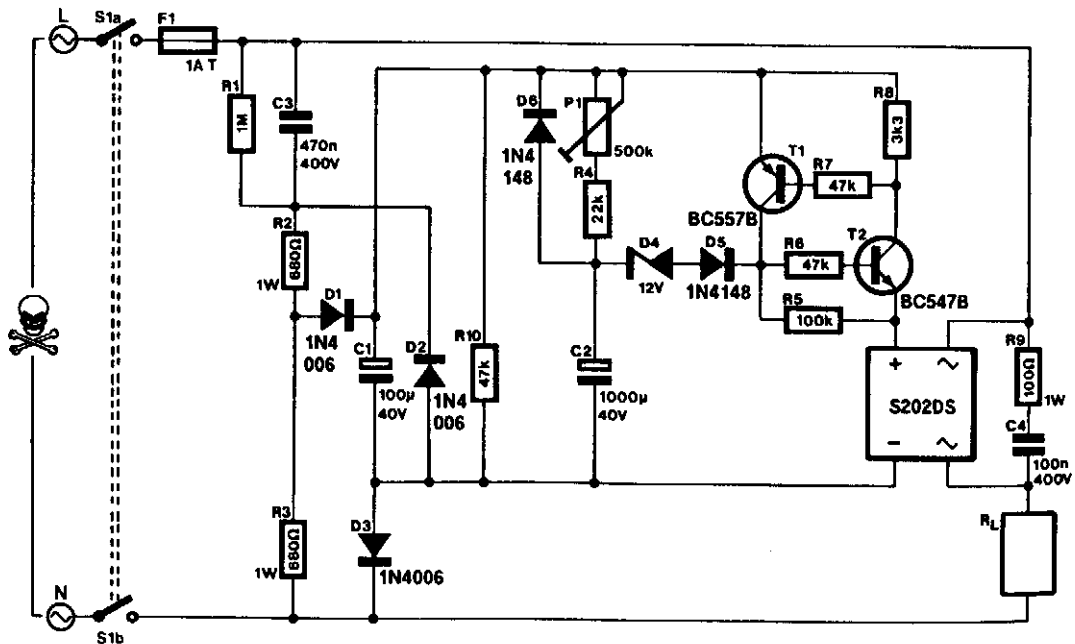 L
S1a
F1
1A T
R1
1M
C3
470n
400V
D6
1N4
148
P1
500k
R4
22k
R8
3k3
T1
R7
47k
BC557B
R2
680Ω
1W
D4
12V
D5
1N4148
R6
47k
T2
BC547B
R5
100k
D1
1N4
006
C1
100µ
40V
D2
1N4
006
R10
47k
C2
1000µ
40V
+
S202DS
−
R9
100Ω
1W
C4
100n
400V
R3
680Ω
1W
D3
1N4006
RL
N
S1b